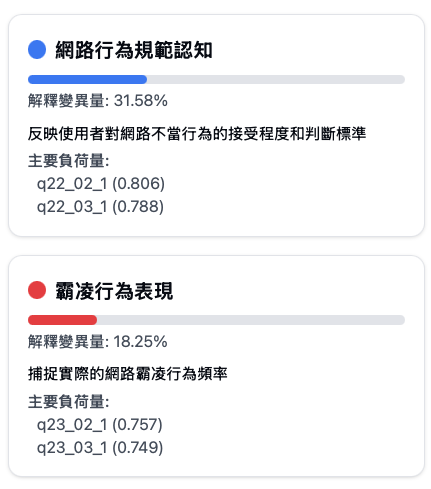 網路行為規範認知
解釋變異量: 31.58%
反映使用者對網路不當行為的接受程度和判斷標準
主要負荷量:
q22_02_1 (0.806)
q22_03_1 (0.788)
霸凌行為表現
解釋變異量: 18.25%
捕捉實際的網路霸凌行為頻率
主要負荷量:
q23_02_1 (0.757)
q23_03_1 (0.749)